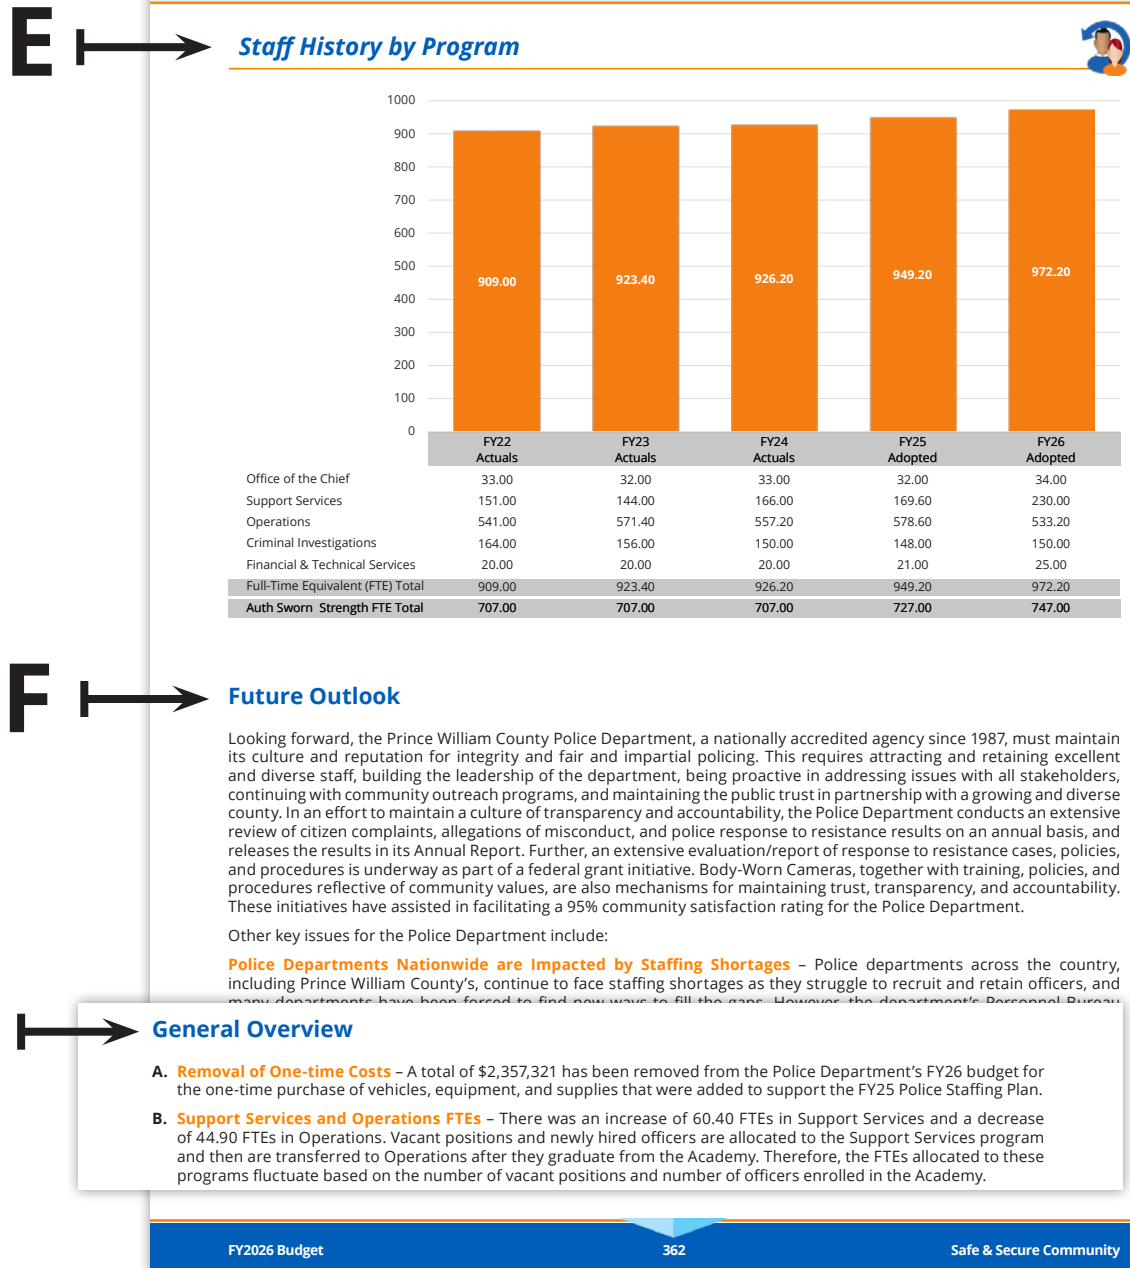 E
Staff History by Program
1000
900
800
700
600
500
400
300
200
100
0
909.00 923.40 926.20 949.20 972.20
FY22 FY23 FY24 FY25 FY26
Actuals Actuals Actuals Adopted Adopted
Office of the Chief 33.00 32.00 33.00 32.00 34.00
Support Services 151.00 144.00 166.00 169.60 230.00
Operations 541.00 571.40 557.20 578.60 533.20
Criminal Investigations 164.00 156.00 150.00 148.00 150.00
Financial & Technical Services 20.00 20.00 20.00 21.00 25.00
Full-Time Equivalent (FTE) Total 909.00 923.40 926.20 949.20 972.20
Auth Sworn Strength FTE Total 707.00 707.00 707.00 727.00 747.00
F
Future Outlook
Looking forward, the Prince William County Police Department, a nationally accredited agency since 1987, must maintain
its culture and reputation for integrity and fair and impartial policing. This requires attracting and retaining excellent
and diverse staff, building the leadership of the department, being proactive in addressing issues with all stakeholders,
continuing with community outreach programs, and maintaining the public trust in partnership with a growing and diverse
county. In an effort to maintain a culture of transparency and accountability, the Police Department conducts an extensive
review of citizen complaints, allegations of misconduct, and police response to resistance results on an annual basis, and
releases the results in its Annual Report. Further, an extensive evaluation/report of response to resistance cases, policies,
and procedures is underway as part of a federal grant initiative. Body-Worn Cameras, together with training, policies, and
procedures reflective of community values, are also mechanisms for maintaining trust, transparency, and accountability.
These initiatives have assisted in facilitating a 95% community satisfaction rating for the Police Department.
Other key issues for the Police Department include:
Police Departments Nationwide are Impacted by Staffing Shortages – Police departments across the country,
including Prince William County's, continue to face staffing shortages as they struggle to recruit and retain officers, and
many departments have been forced to find new ways to fill the gaps. However, the department's Personnel Bureau
General Overview
A. Removal of One-time Costs – A total of $2,357,321 has been removed from the Police Department's FY26 budget for
the one-time purchase of vehicles, equipment, and supplies that were added to support the FY25 Police Staffing Plan.
B. Support Services and Operations FTEs – There was an increase of 60.40 FTEs in Support Services and a decrease
of 44.90 FTEs in Operations. Vacant positions and newly hired officers are allocated to the Support Services program
and then are transferred to Operations after they graduate from the Academy. Therefore, the FTEs allocated to these
programs fluctuate based on the number of vacant positions and number of officers enrolled in the Academy.
FY2026 Budget 362 Safe & Secure Community